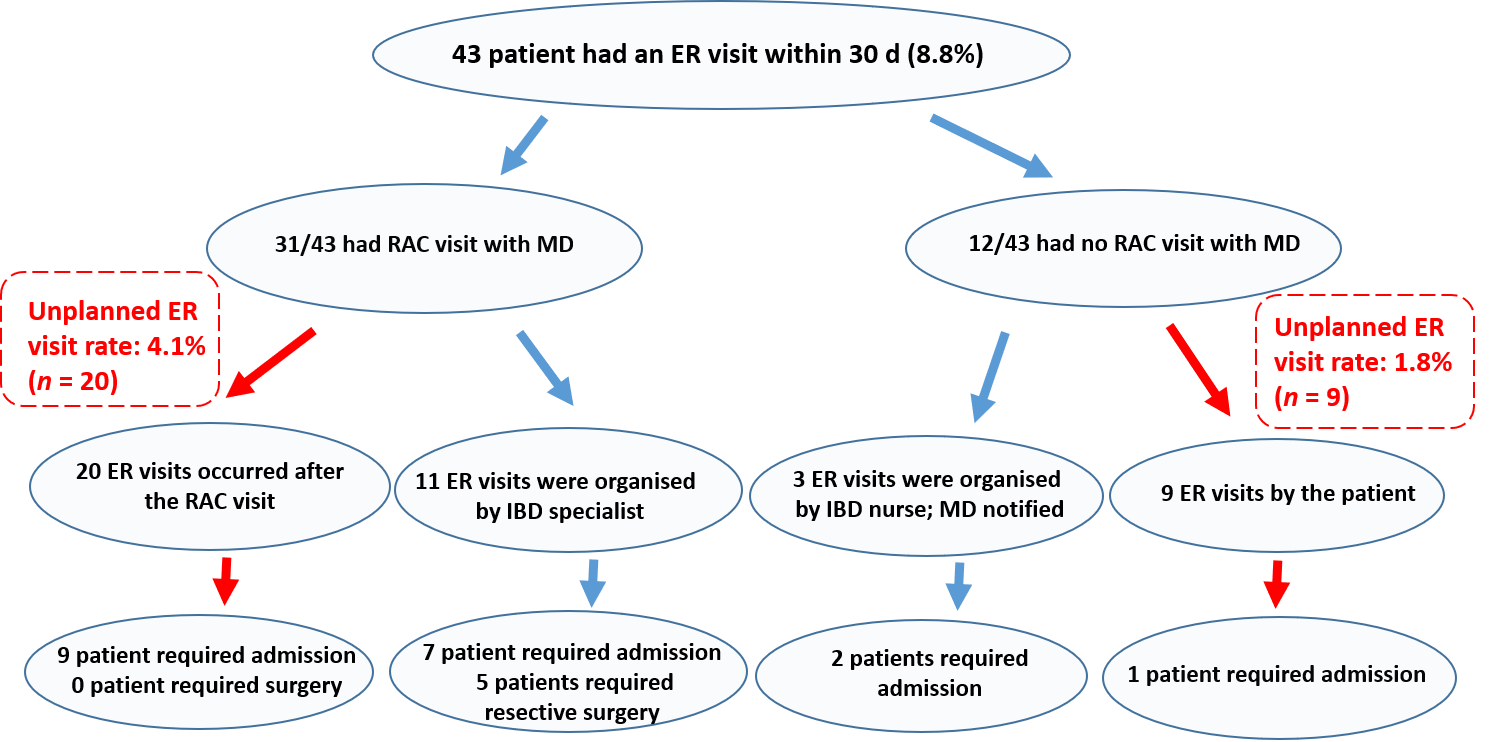 43 patient had an ER visit within 30 d (8.8%)
31/43 had RAC visit with MD
12/43 had no RAC visit with MD
Unplanned ER
visit rate: 4.1%
(n = 20)
Unplanned ER
visit rate: 1.8%
(n = 9)
20 ER visits occurred after
the RAC visit
11 ER visits were organised
by IBD specialist
3 ER visits were organised
by IBD nurse; MD notified
9 ER visits by the patient
9 patient required admission
0 patient required surgery
7 patient required admission
5 patients required
resective surgery
2 patients required
admission
1 patient required admission